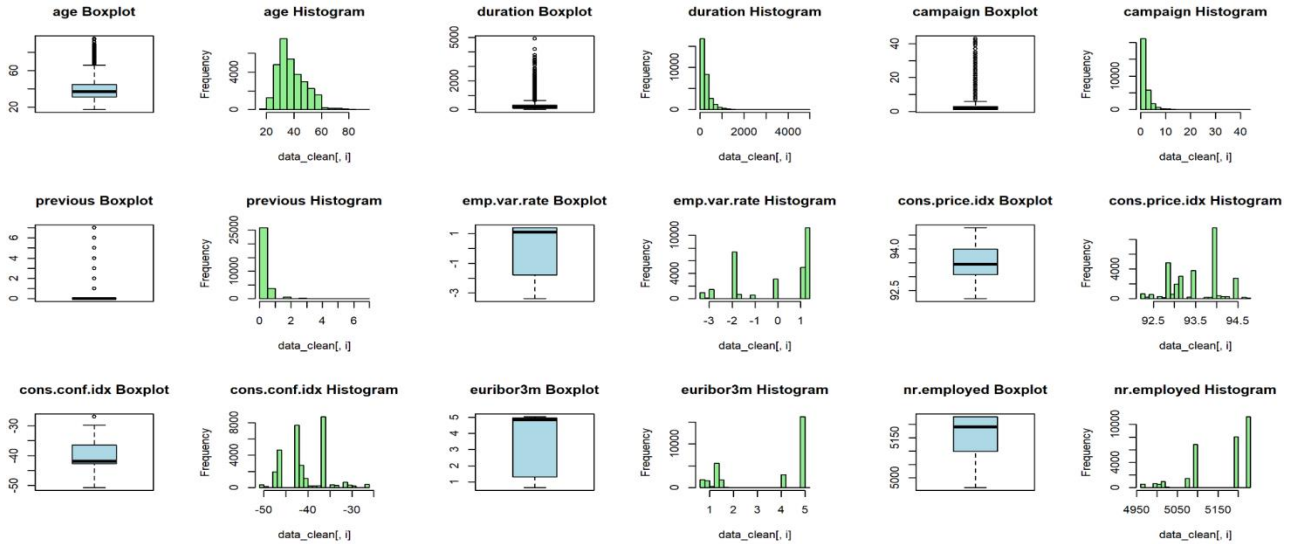 age Boxplot
20
60
age Histogram
Frequency
0
4000
20 40 60 80
data_clean[, i]
duration Boxplot
0
2000
5000
duration Histogram
Frequency
0
10000
0 2000 4000
data_clean[, i]
campaign Boxplot
0
10
20
40
campaign Histogram
Frequency
0
10000
0 10 20 30 40
data_clean[, i]
previous Boxplot
0
2
4
7
previous Histogram
Frequency
0
10000
25000
0 2 4 6
data_clean[, i]
emp.var.rate Boxplot
-3
-1
1
emp.var.rate Histogram
Frequency
0
4000
10000
-3 -2 -1 0 1
data_clean[, i]
cons.price.idx Boxplot
92.5
94.0
cons.price.idx Histogram
Frequency
0
4000
92.5 93.5 94.5
data_clean[, i]
cons.conf.idx Boxplot
-50
-40
-30
cons.conf.idx Histogram
Frequency
0
4000
8000
-50 -40 -30
data_clean[, i]
euribor3m Boxplot
1
2
3
4
5
euribor3m Histogram
Frequency
0
10000
1 2 3 4 5
data_clean[, i]
nr.employed Boxplot
5000
5150
nr.employed Histogram
Frequency
0
4000
10000
4950 5050 5150
data_clean[, i]